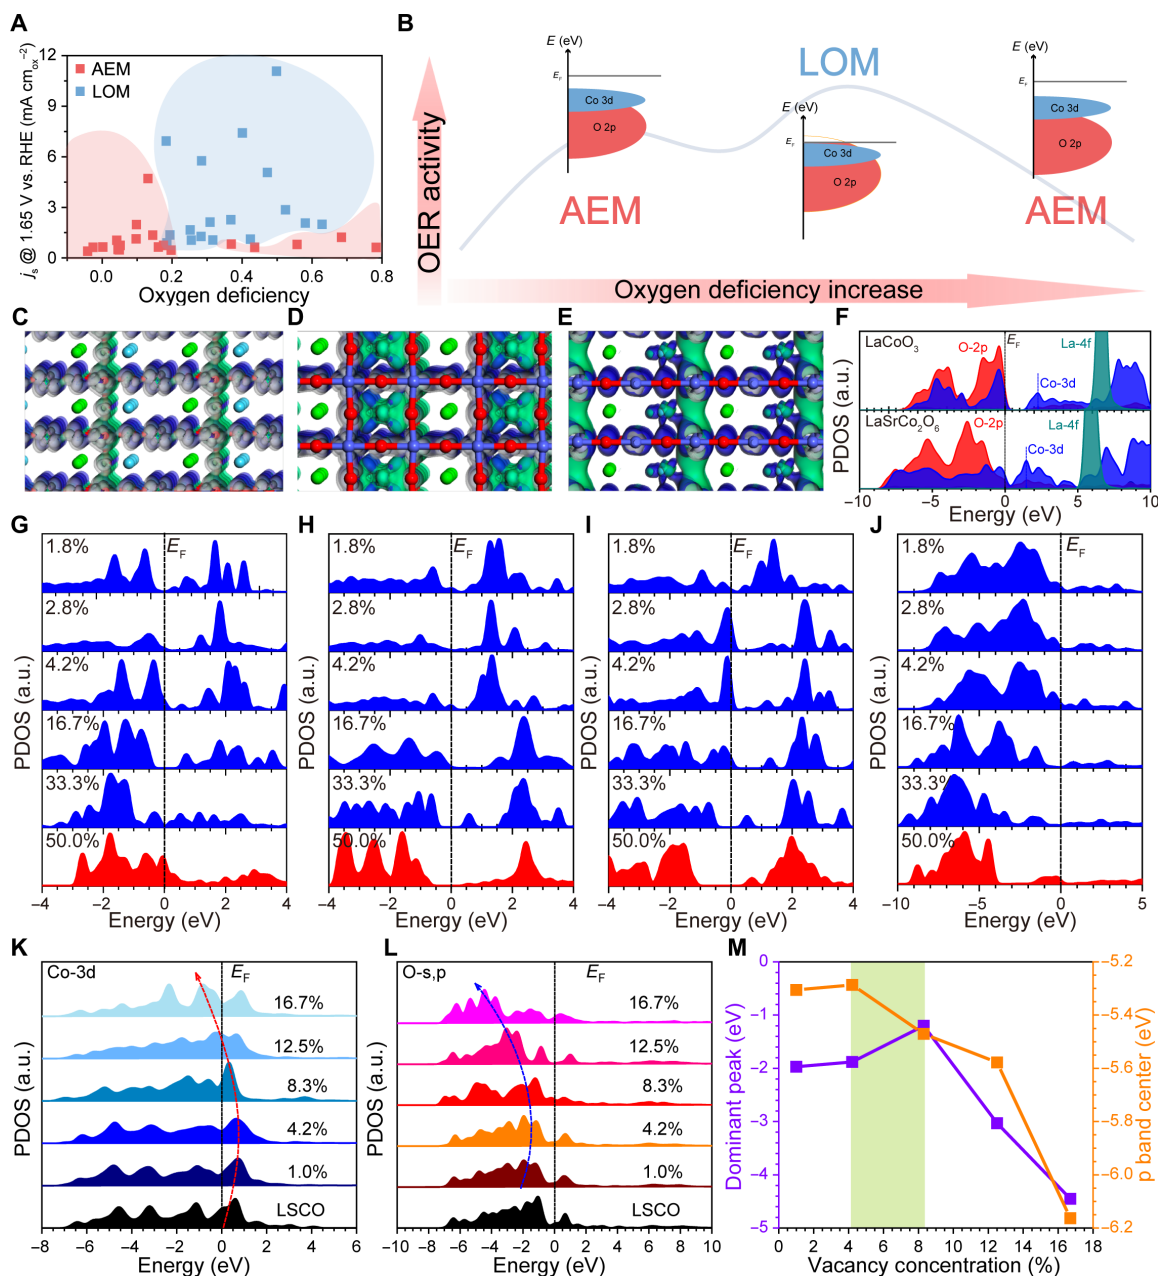 A
j_s @ 1.65 V vs. RHE (mA cm_ox^−2)
12
9
6
3
0
AEM
LOM
0.0 0.2 0.4 0.6 0.8
Oxygen deficiency
B
OER activity
E (eV)
E_F
Co 3d
O 2p
AEM
LOM
E (eV)
E_F
Co 3d
O 2p
E (eV)
E_F
Co 3d
O 2p
AEM
Oxygen deficiency increase
C
D
E
F
PDOS (a.u.)
LaCoO3
O-2p
E_F
La-4f
Co-3d
LaSrCo2O6
O-2p
La-4f
Co-3d
−10 −5 0 5 10
Energy (eV)
G
PDOS (a.u.)
E_F
1.8%
2.8%
4.2%
16.7%
33.3%
50.0%
−4 −2 0 2 4
Energy (eV)
H
PDOS (a.u.)
E_F
1.8%
2.8%
4.2%
16.7%
33.3%
50.0%
−4 −2 0 2 4
Energy (eV)
I
PDOS (a.u.)
E_F
1.8%
2.8%
4.2%
16.7%
33.3%
50.0%
−4 −2 0 2 4
Energy (eV)
J
PDOS (a.u.)
E_F
1.8%
2.8%
4.2%
16.7%
33.3%
50.0%
−10 −5 0 5
Energy (eV)
K
PDOS (a.u.)
Co-3d
E_F
16.7%
12.5%
8.3%
4.2%
1.0%
LSCO
−8 −6 −4 −2 0 2 4 6
Energy (eV)
L
PDOS (a.u.)
O-s,p
E_F
16.7%
12.5%
8.3%
4.2%
1.0%
LSCO
−10 −8 −6 −4 −2 0 2 4 6 8 10
Energy (eV)
M
Dominant peak (eV)
0
−1
−2
−3
−4
−5
0 2 4 6 8 10 12 14 16 18
Vacancy concentration (%)
−5.2
−5.4
−5.6
−5.8
−6.0
−6.2
p band center (eV)